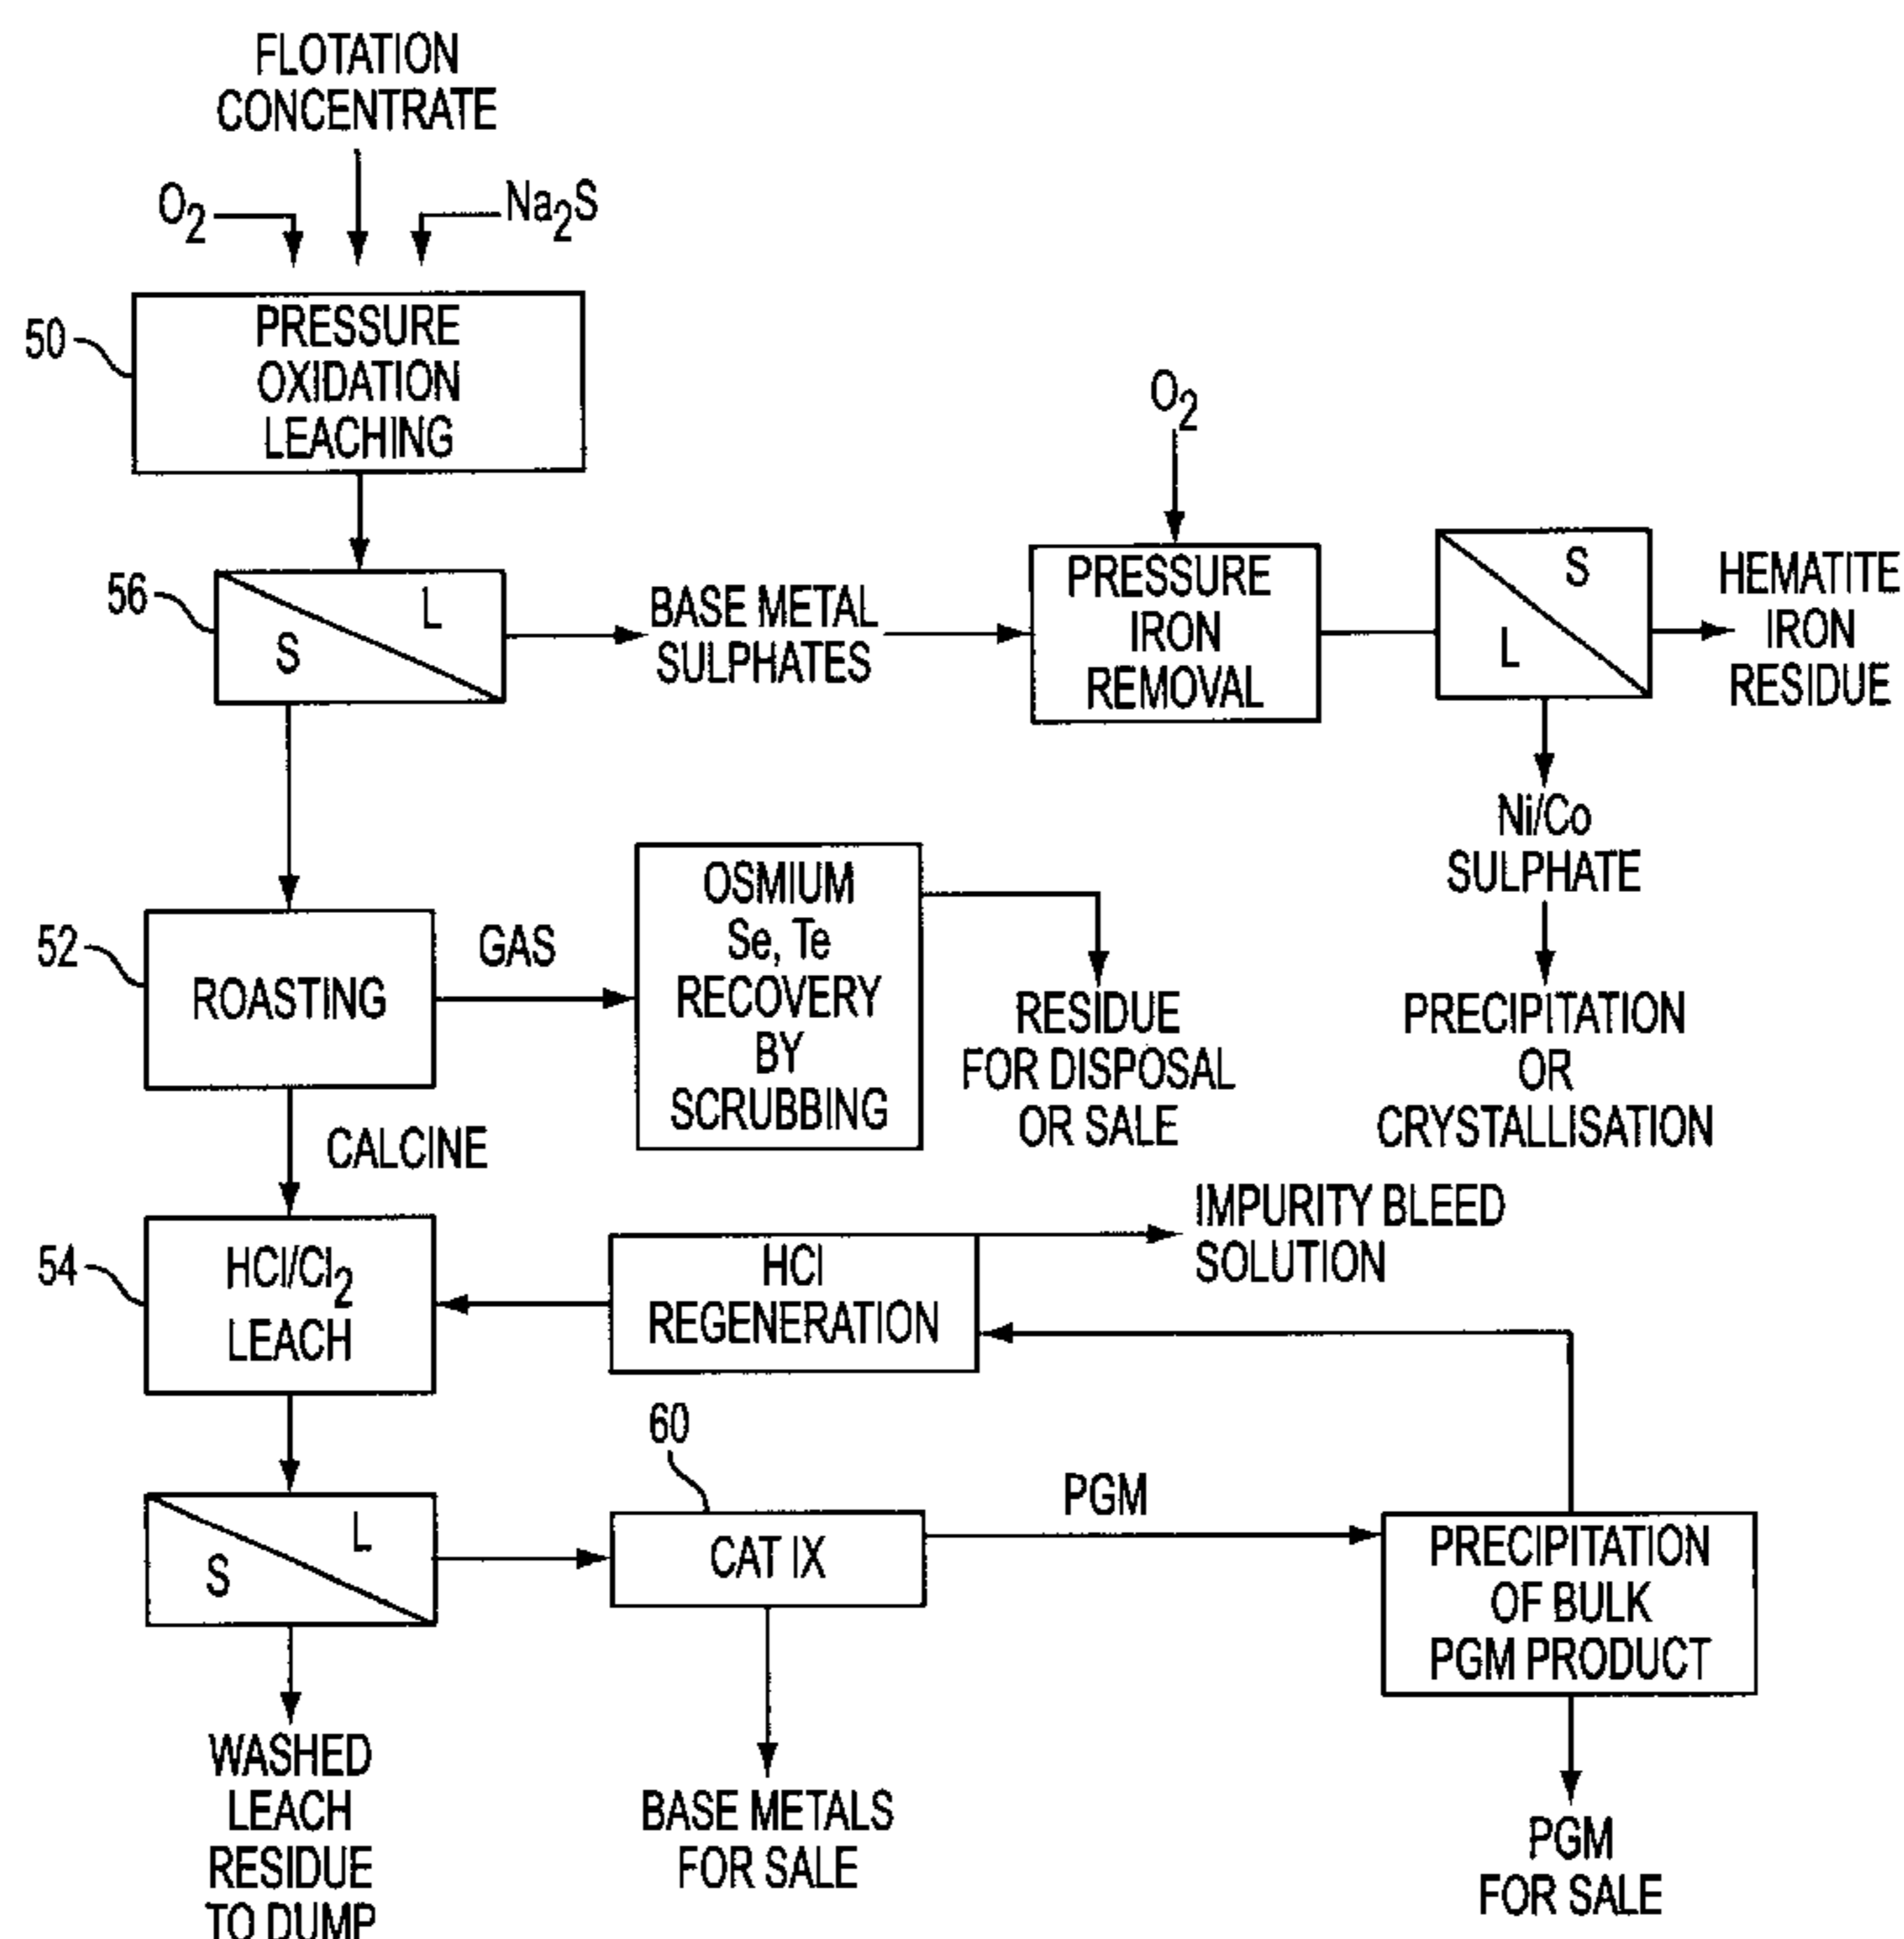 FLOTATION
CONCENTRATE
O2
Na2S
50
PRESSURE
OXIDATION
LEACHING
O2
56
L
S
BASE METAL
SULPHATES
PRESSURE
IRON
REMOVAL
S
L
HEMATITE
IRON
RESIDUE
Ni/Co
SULPHATE
PRECIPITATION
OR
CRYSTALLISATION
52
ROASTING
GAS
OSMIUM
Se, Te
RECOVERY
BY
SCRUBBING
RESIDUE
FOR DISPOSAL
OR SALE
CALCINE
54
HCl/Cl2
LEACH
HCl
REGENERATION
IMPURITY BLEED
SOLUTION
60
L
S
CAT IX
PGM
PRECIPITATION
OF BULK
PGM PRODUCT
WASHED
LEACH
RESIDUE
TO DUMP
BASE METALS
FOR SALE
PGM
FOR SALE